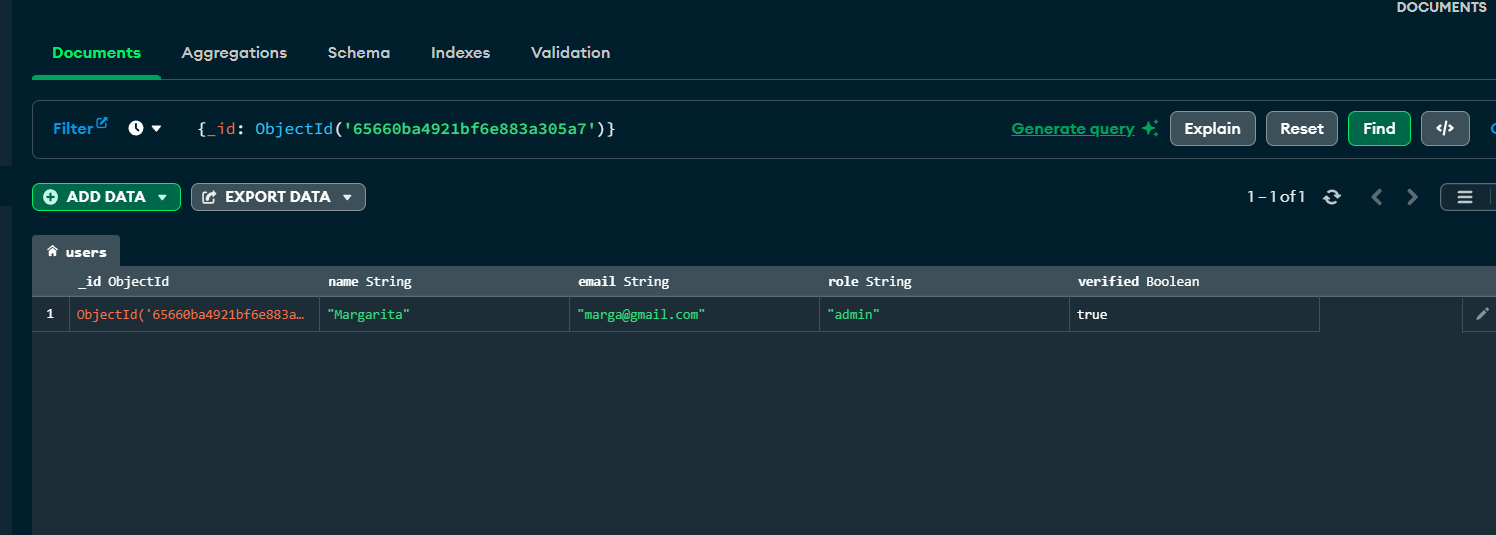 DOCUMENTS
Documents Aggregations Schema Indexes Validation
Filter {_id: ObjectId('65660ba4921bf6e883a305a7')} Generate query Explain Reset Find </>
ADD DATA EXPORT DATA 1 – 1 of 1
users
_id ObjectId name String email String role String verified Boolean
1 ObjectId('65660ba4921bf6e883a… "Margarita" "marga@gmail.com" "admin" true